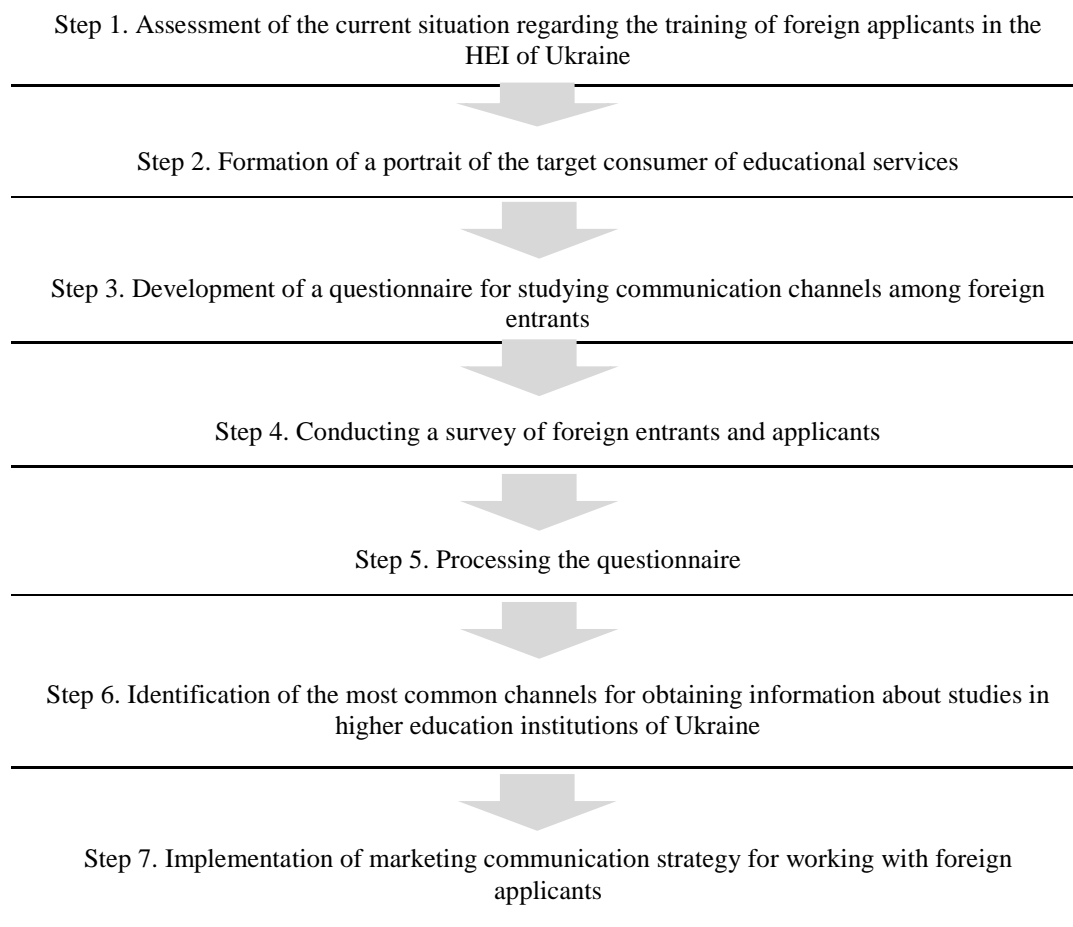 Step 1. Assessment of the current situation regarding the training of foreign applicants in the
HEI of Ukraine
Step 2. Formation of a portrait of the target consumer of educational services
Step 3. Development of a questionnaire for studying communication channels among foreign
entrants
Step 4. Conducting a survey of foreign entrants and applicants
Step 5. Processing the questionnaire
Step 6. Identification of the most common channels for obtaining information about studies in
higher education institutions of Ukraine
Step 7. Implementation of marketing communication strategy for working with foreign
applicants